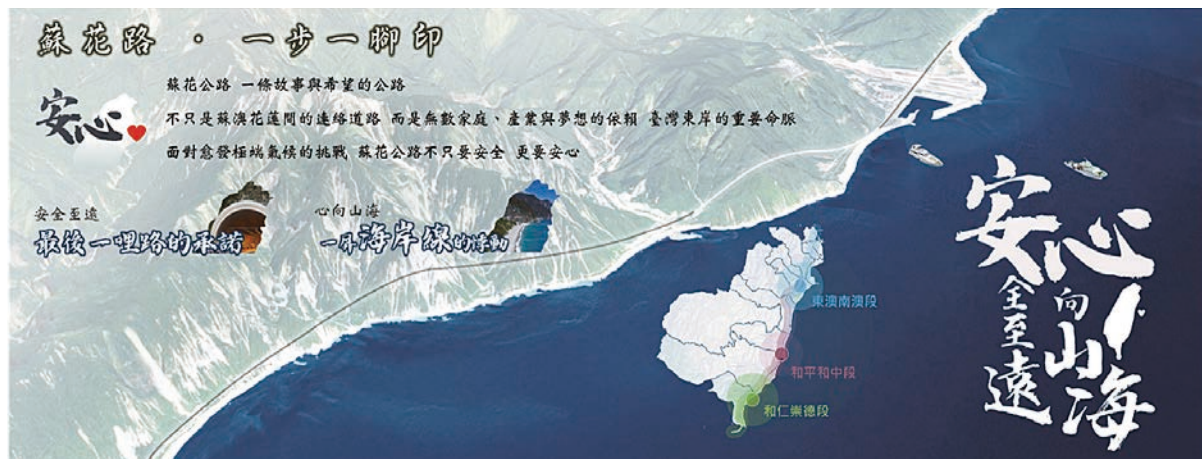 蘇花路 · 一步一腳印
安心
蘇花公路 一條故事與希望的公路
不只是蘇澳花蓮間的連絡道路 而是無數家庭、產業與夢想的依賴 臺灣東岸的重要命脈
面對愈發極端氣候的挑戰 蘇花公路不只要安全 更要安心
安全至遠
最後一哩路的承諾
心向山海
海岸線的悸動
東澳南澳段
和平和中段
和仁崇德段
安全至遠
心向山海